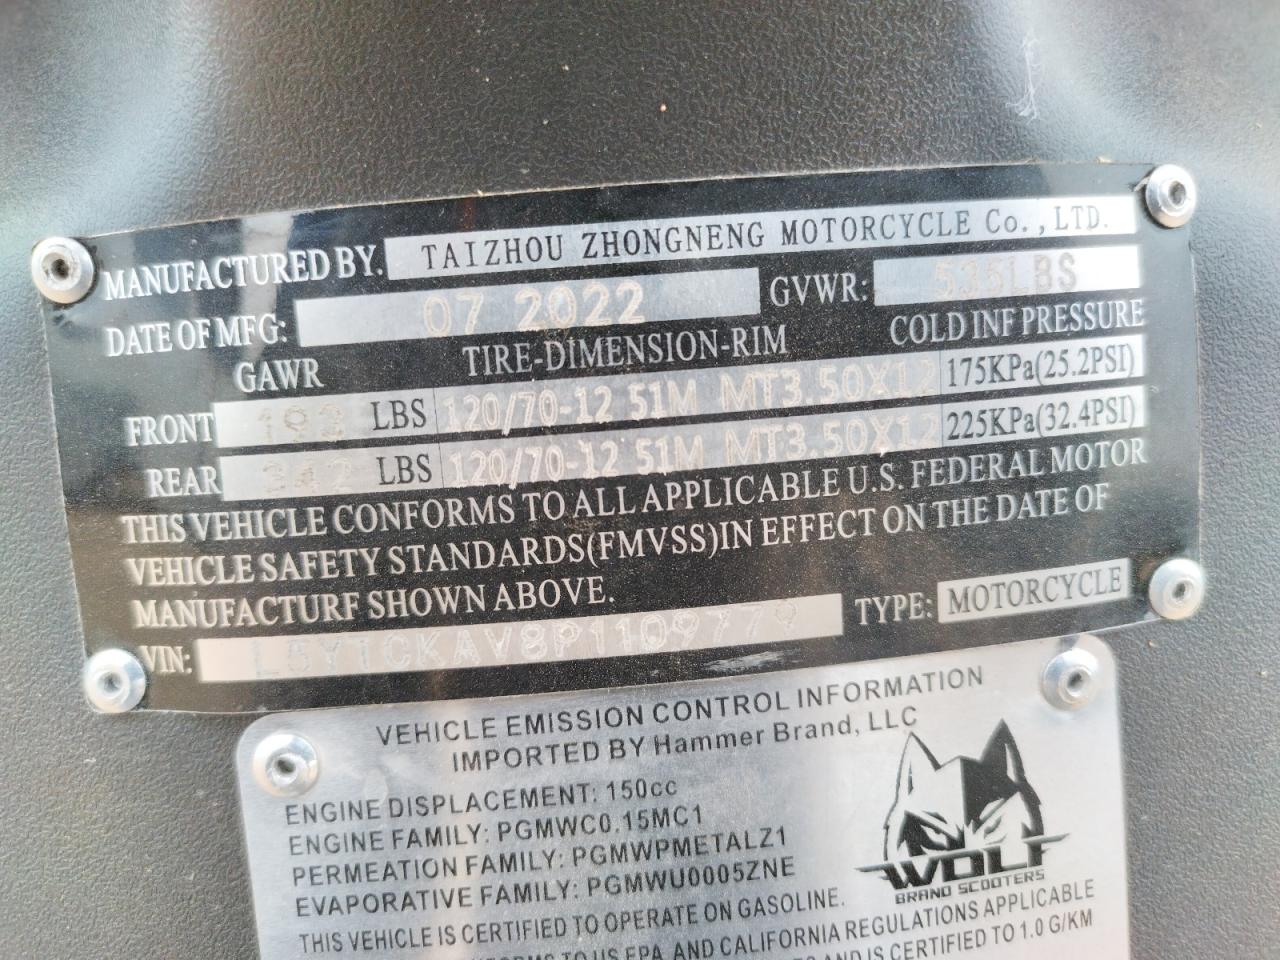 MANUFACTURED BY. TAIZHOU ZHONGNENG MOTORCYCLE Co.,LTD.
DATE OF MFG: 07 2022 GVWR: 535LBS
GAWR TIRE-DIMENSION-RIM COLD INF PRESSURE
FRONT 193 LBS 120/70-12 51M MT3.50X12 175KPa(25.2PSI)
REAR 342 LBS 120/70-12 51M MT3.50X12 225KPa(32.4PSI)
THIS VEHICLE CONFORMS TO ALL APPLICABLE U.S. FEDERAL MOTOR
VEHICLE SAFETY STANDARDS(FMVSS)IN EFFECT ON THE DATE OF
MANUFACTURF SHOWN ABOVE.
VIN: L5Y1CKAV8P1109779 TYPE: MOTORCYCLE
VEHICLE EMISSION CONTROL INFORMATION
IMPORTED BY Hammer Brand, LLC
ENGINE DISPLACEMENT: 150cc
ENGINE FAMILY: PGMWC0.15MC1
PERMEATION FAMILY: PGMWPMETALZ1
EVAPORATIVE FAMILY: PGMWU0005ZNE
WOLF
BRAND SCOOTERS
THIS VEHICLE IS CERTIFIED TO OPERATE ON GASOLINE.
TO US EPA AND CALIFORNIA REGULATIONS APPLICABLE
AND IS CERTIFIED TO 1.0 G/KM